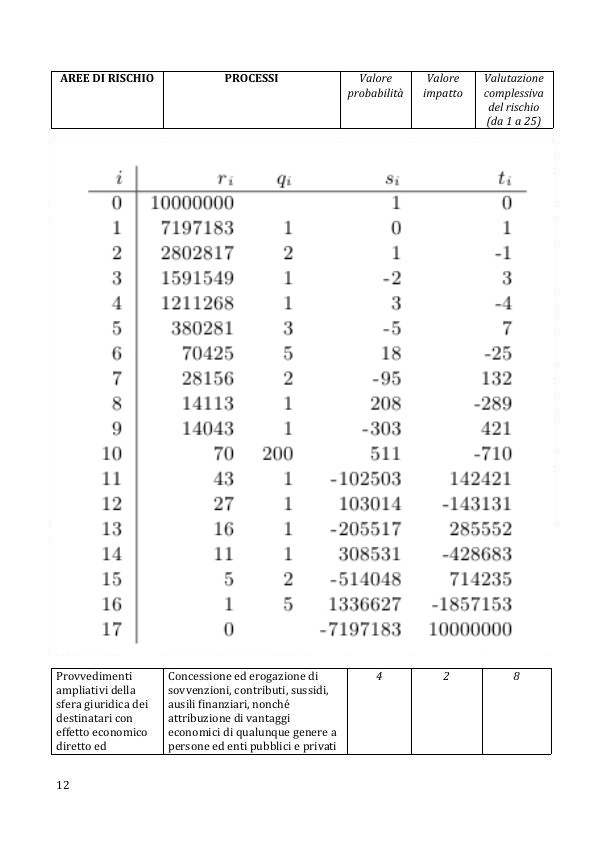 AREE DI RISCHIO PROCESSI Valore probabilità Valore impatto Valutazione complessiva del rischio (da 1 a 25)
i r i q i s i t i
0 10000000 1 0
1 7197183 1 0 1
2 2802817 2 1 -1
3 1591549 1 -2 3
4 1211268 1 3 -4
5 380281 3 -5 7
6 70425 5 18 -25
7 28156 2 -95 132
8 14113 1 208 -289
9 14043 1 -303 421
10 70 200 511 -710
11 43 1 -102503 142421
12 27 1 103014 -143131
13 16 1 -205517 285552
14 11 1 308531 -428683
15 5 2 -514048 714235
16 1 5 1336627 -1857153
17 0 -7197183 10000000
Provvedimenti
ampliativi della
sfera giuridica dei
destinatari con
effetto economico
diretto ed
Concessione ed erogazione di
sovvenzioni, contributi, sussidi,
ausili finanziari, nonché
attribuzione di vantaggi
economici di qualunque genere a
persone ed enti pubblici e privati
4
2
8
12